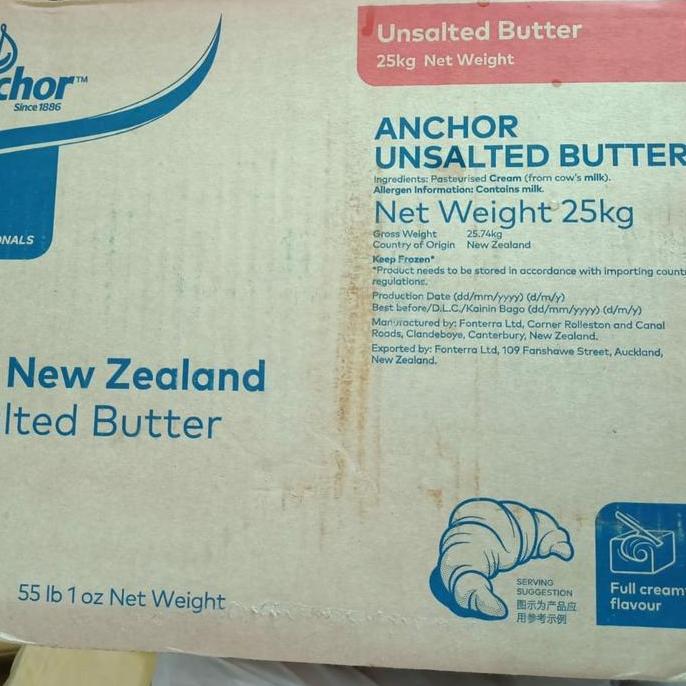 chor™
Since 1886
NALS
New Zealand
lted Butter
55 lb 1 oz Net Weight
Unsalted Butter
25kg Net Weight
ANCHOR
UNSALTED BUTTER
Ingredients: Pasteurised Cream (from cow's milk).
Allergen Information: Contains milk.
Net Weight 25kg
Gross Weight 25.74kg
Country of Origin New Zealand
Keep Frozen*
*Product needs to be stored in accordance with importing count
regulations.
Production Date (dd/mm/yyyy) (d/m/y)
Best before/D.L.C./Kainin Bago (dd/mm/yyyy) (d/m/y)
Manufactured by: Fonterra Ltd, Corner Rolleston and Canal
Roads, Clandeboye, Canterbury, New Zealand.
Exported by: Fonterra Ltd, 109 Fanshawe Street, Auckland,
New Zealand.
SERVING
SUGGESTION
图示为产品应
用参考示例
Full cream
flavour